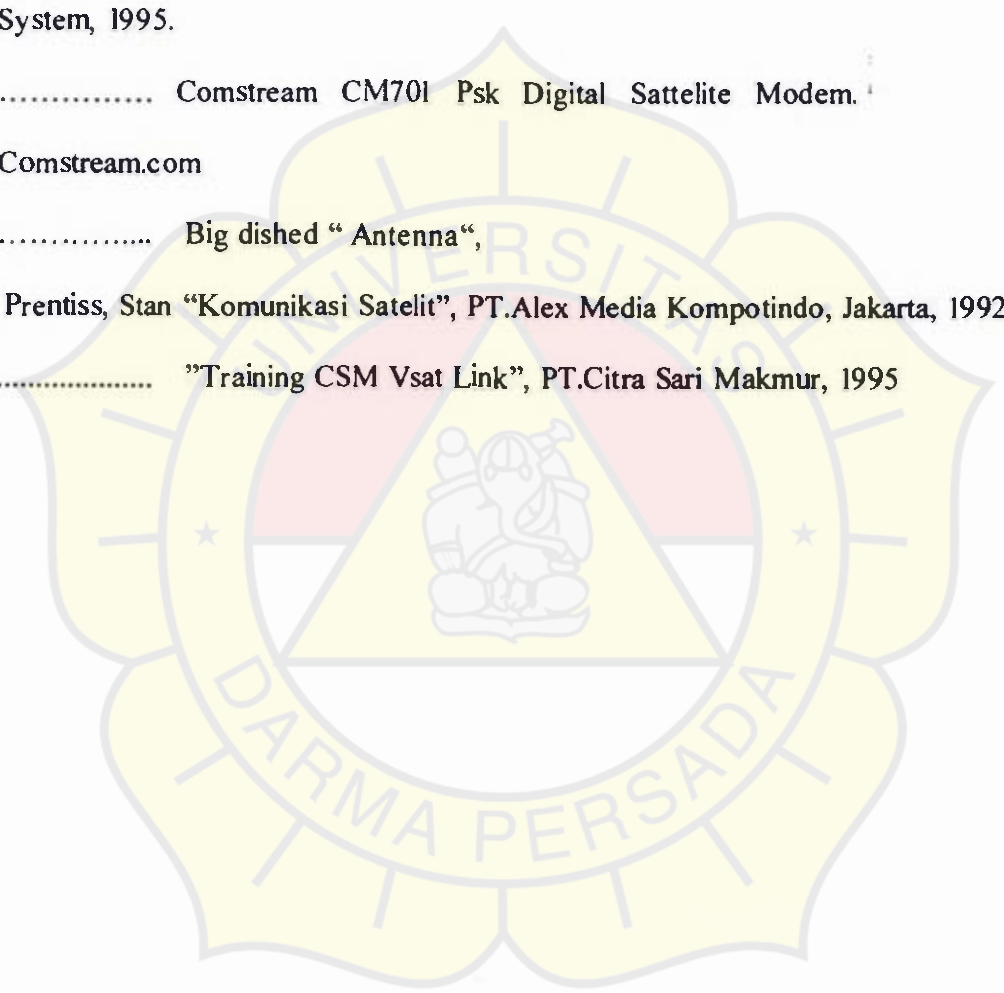 System, 1995.
............... Comstream CM701 Psk Digital Sattelite Modem.
Comstream.com
............... Big dished “ Antenna“,
Prentiss, Stan “Komunikasi Satelit”, PT.Alex Media Kompotindo, Jakarta, 1992
.................... ”Training CSM Vsat Link”, PT.Citra Sari Makmur, 1995
UNIVERSITAS
DARMA PERSADA